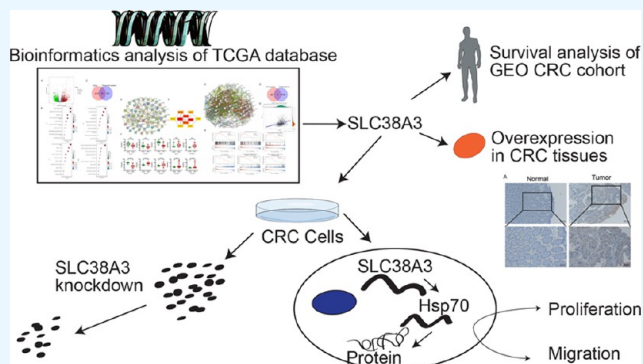 Bioinformatics analysis of TCGA database
Survival analysis of
GEO CRC cohort
SLC38A3
Overexpression
in CRC tissues
A
Normal
Tumor
CRC Cells
SLC38A3
knockdown
SLC38A3
Hsp70
Protein
Proliferation
Migration